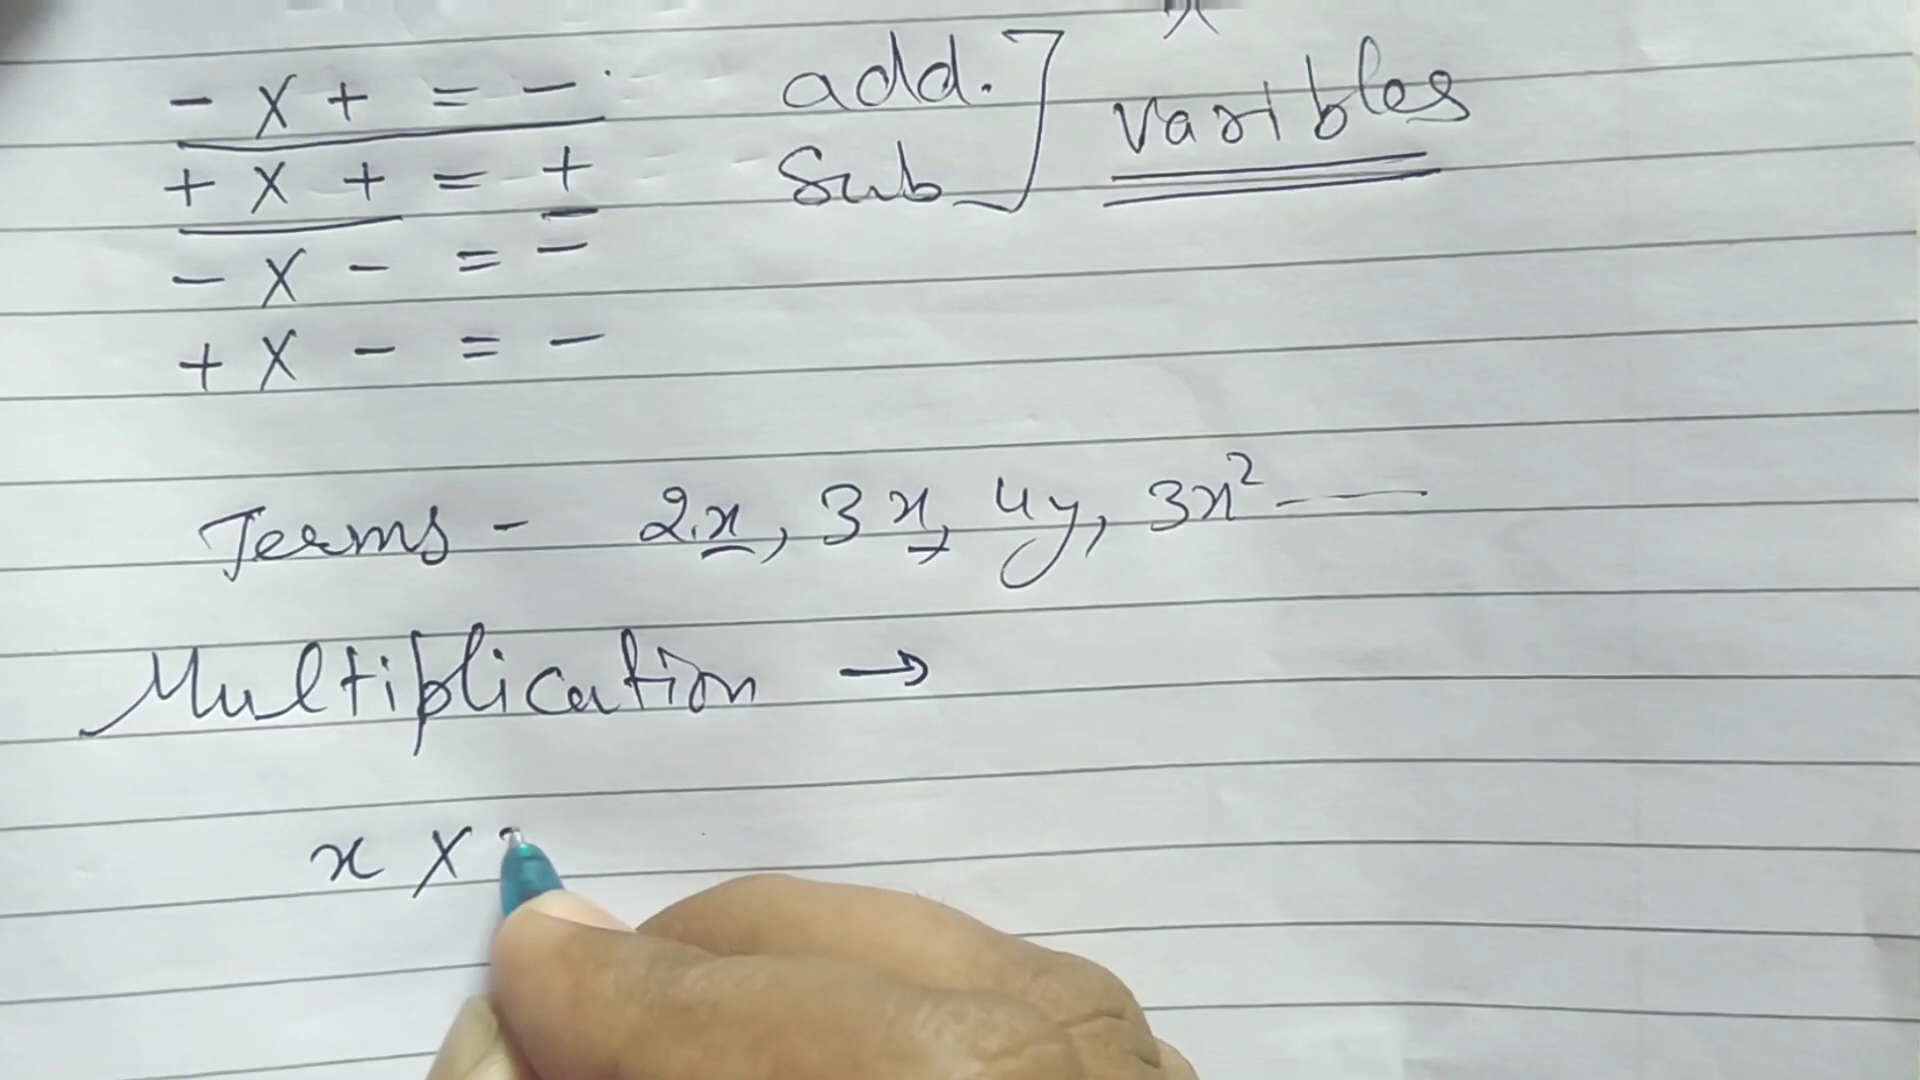 - X + = -
add.
+ X + = +
Sub
varibles
- X - = -
+ X - = -
Terms - 2x, 3x, 4y, 3x²-----
Multiplication →
x X